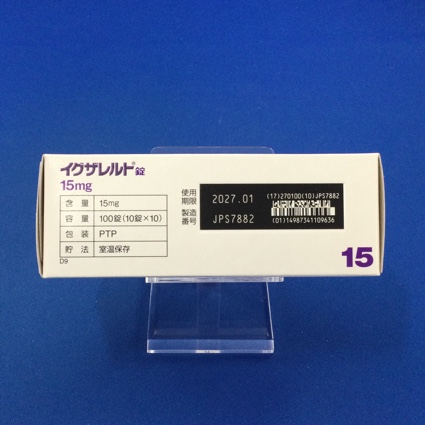 イグザレルト®錠
15mg
含量 15mg
容量 100錠(10錠×10)
包装 PTP
貯法 室温保存
D9
使用期限 2027.01
製造番号 JPS7882
(17)270100(10)JPS7882
(01)14987341109636
15